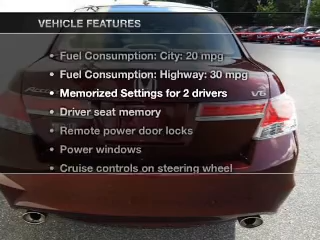 VEHICLE FEATURES
• Fuel Consumption: City: 20 mpg
• Fuel Consumption: Highway: 30 mpg
• Memorized Settings for 2 drivers
• Driver seat memory
• Remote power door locks
• Power windows
• Cruise controls on steering wheel
V6